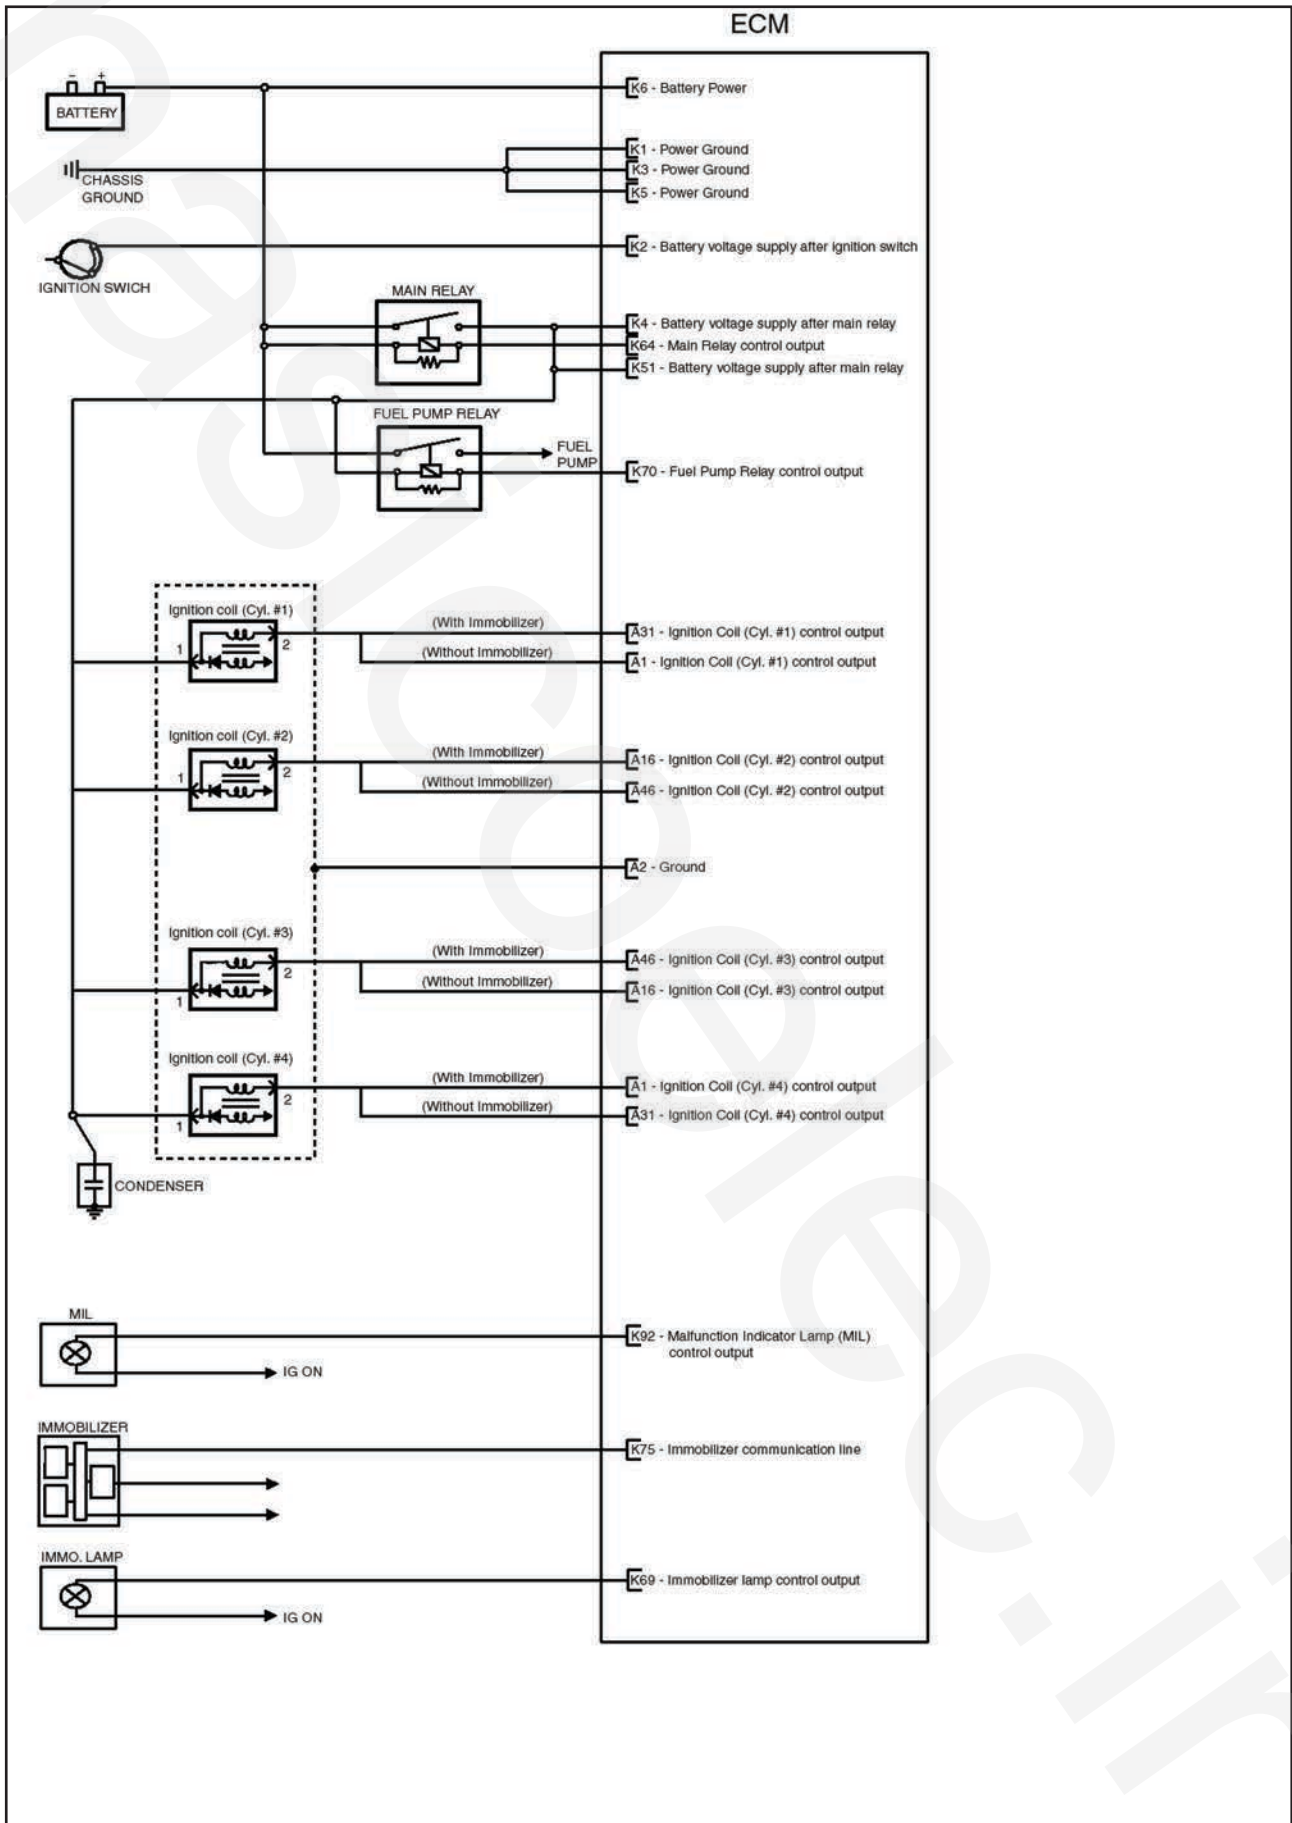 ECM
- +
BATTERY
K6 - Battery Power
K1 - Power Ground
K3 - Power Ground
K5 - Power Ground
CHASSIS
GROUND
K2 - Battery voltage supply after ignition switch
IGNITION SWICH
MAIN RELAY
K4 - Battery voltage supply after main relay
K64 - Main Relay control output
K51 - Battery voltage supply after main relay
FUEL PUMP RELAY
FUEL
PUMP
K70 - Fuel Pump Relay control output
Ignition coil (Cyl. #1)
1
2
(With Immobilizer)
A31 - Ignition Coil (Cyl. #1) control output
(Without Immobilizer)
A1 - Ignition Coil (Cyl. #1) control output
Ignition coil (Cyl. #2)
1
2
(With Immobilizer)
A16 - Ignition Coil (Cyl. #2) control output
(Without Immobilizer)
A46 - Ignition Coil (Cyl. #2) control output
A2 - Ground
Ignition coil (Cyl. #3)
1
2
(With Immobilizer)
A46 - Ignition Coil (Cyl. #3) control output
(Without Immobilizer)
A16 - Ignition Coil (Cyl. #3) control output
Ignition coil (Cyl. #4)
1
2
(With Immobilizer)
A1 - Ignition Coil (Cyl. #4) control output
(Without Immobilizer)
A31 - Ignition Coil (Cyl. #4) control output
CONDENSER
MIL
K92 - Malfunction Indicator Lamp (MIL)
control output
IG ON
IMMOBILIZER
K75 - Immobilizer communication line
IMMO. LAMP
K69 - Immobilizer lamp control output
IG ON